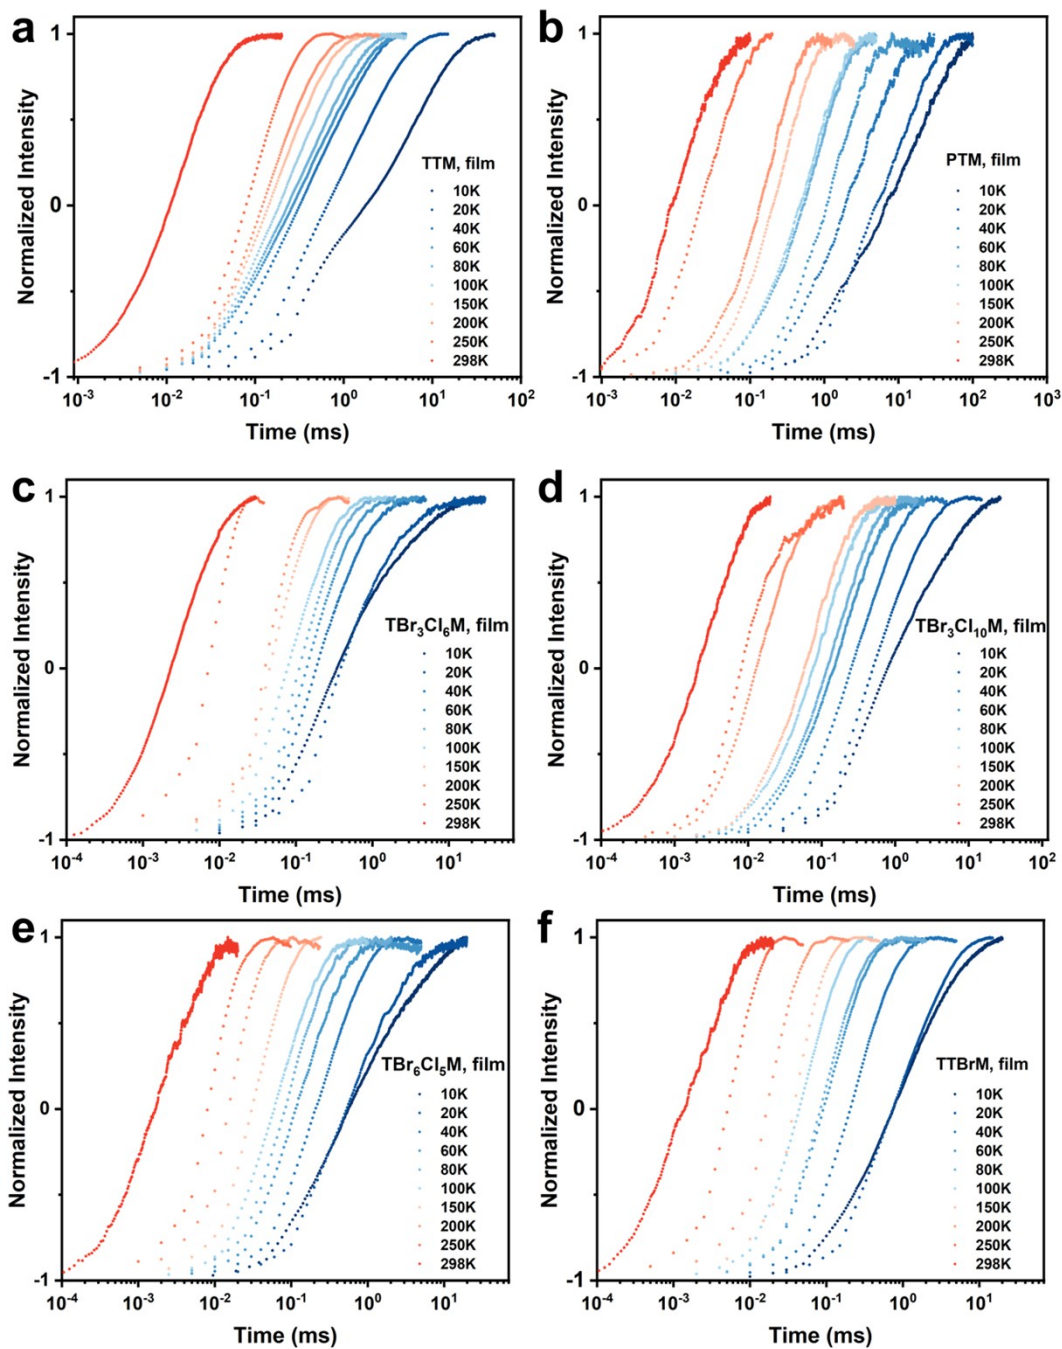 a
b
1
0
-1
Normalized Intensity
TTM, film
10K
20K
40K
60K
80K
100K
150K
200K
250K
298K
10⁻³ 10⁻² 10⁻¹ 10⁰ 10¹ 10²
Time (ms)
1
0
-1
Normalized Intensity
PTM, film
10K
20K
40K
60K
80K
100K
150K
200K
250K
298K
10⁻³ 10⁻² 10⁻¹ 10⁰ 10¹ 10² 10³
Time (ms)
c
d
1
0
-1
Normalized Intensity
TBr₃Cl₆M, film
10K
20K
40K
60K
80K
100K
150K
200K
250K
298K
10⁻⁴ 10⁻³ 10⁻² 10⁻¹ 10⁰ 10¹
Time (ms)
1
0
-1
Normalized Intensity
TBr₃Cl₁₀M, film
10K
20K
40K
60K
80K
100K
150K
200K
250K
298K
10⁻⁴ 10⁻³ 10⁻² 10⁻¹ 10⁰ 10¹ 10²
Time (ms)
e
f
1
0
-1
Normalized Intensity
TBr₆Cl₅M, film
10K
20K
40K
60K
80K
100K
150K
200K
250K
298K
10⁻⁴ 10⁻³ 10⁻² 10⁻¹ 10⁰ 10¹
Time (ms)
1
0
-1
Normalized Intensity
TTBrM, film
10K
20K
40K
60K
80K
100K
150K
200K
250K
298K
10⁻⁴ 10⁻³ 10⁻² 10⁻¹ 10⁰ 10¹
Time (ms)